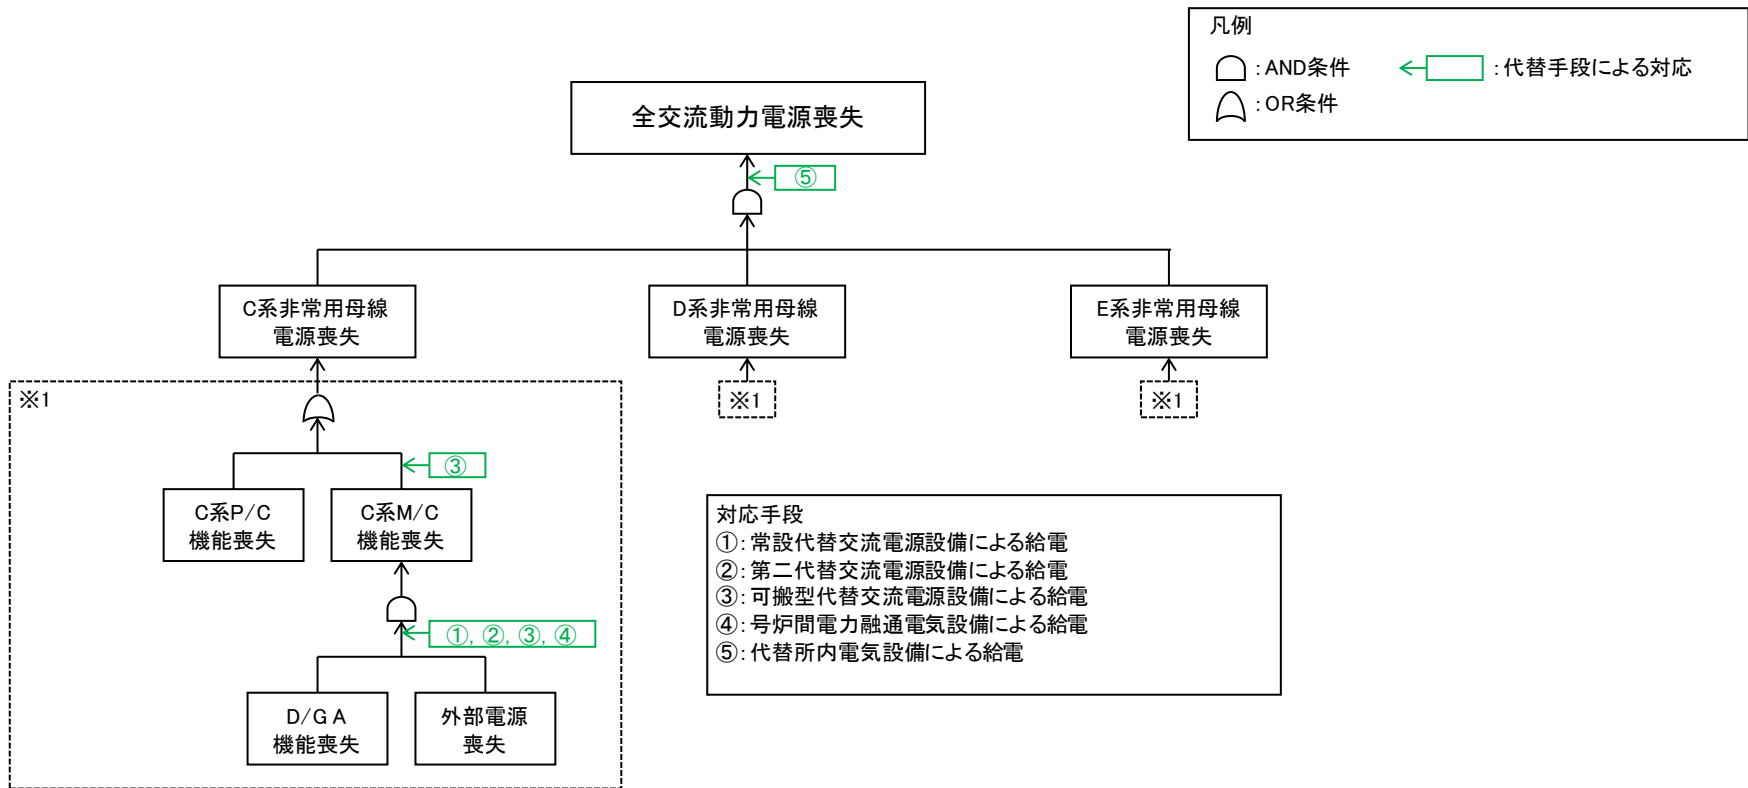 凡例
:AND条件
:代替手段による対応
:OR条件
全交流動力電源喪失
⑤
C系非常用母線
電源喪失
D系非常用母線
電源喪失
E系非常用母線
電源喪失
※1
※1
※1
③
C系P/C
機能喪失
C系M/C
機能喪失
①, ②, ③, ④
D/G A
機能喪失
外部電源
喪失
対応手段
①:常設代替交流電源設備による給電
②:第二代替交流電源設備による給電
③:可搬型代替交流電源設備による給電
④:号炉間電力融通電気設備による給電
⑤:代替所内電気設備による給電